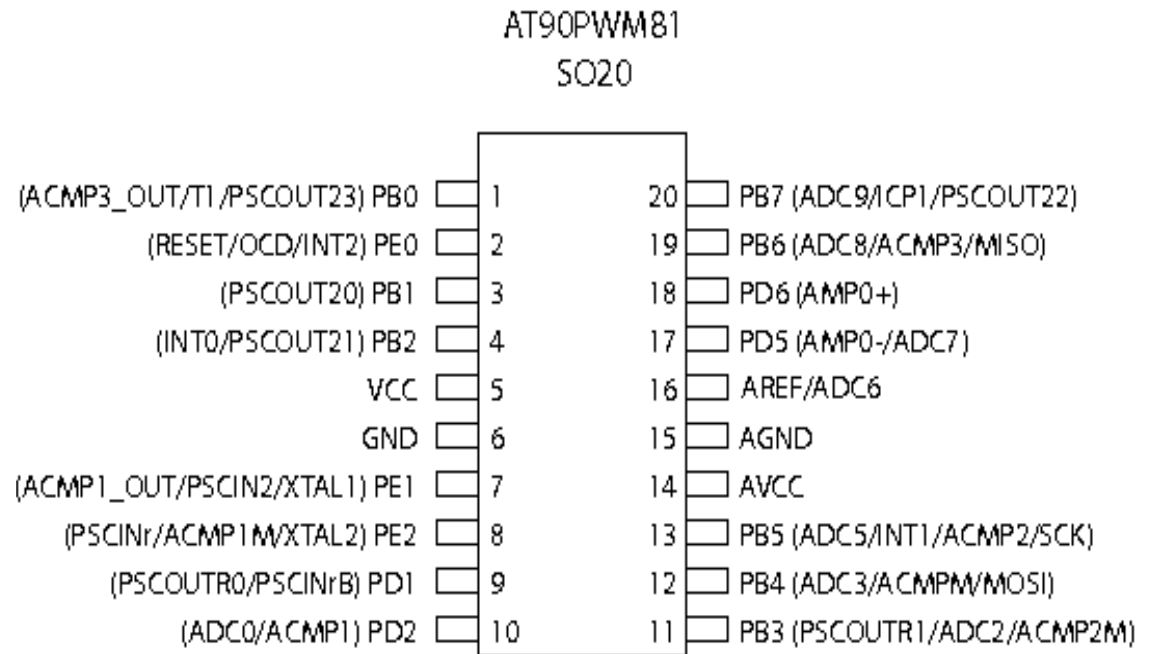 AT90PWM81
SO20
(ACMP3_OUT/T1/PSCOUT23) PB0 1 20 PB7 (ADC9/ICP1/PSCOUT22)
(RESET/OCD/INT2) PE0 2 19 PB6 (ADC8/ACMP3/MISO)
(PSCOUT20) PB1 3 18 PD6 (AMP0+)
(INT0/PSCOUT21) PB2 4 17 PD5 (AMP0-/ADC7)
VCC 5 16 AREF/ADC6
GND 6 15 AGND
(ACMP1_OUT/PSCIN2/XTAL1) PE1 7 14 AVCC
(PSCINr/ACMP1M/XTAL2) PE2 8 13 PB5 (ADC5/INT1/ACMP2/SCK)
(PSCOUTR0/PSCINrB) PD1 9 12 PB4 (ADC3/ACMPM/MOSI)
(ADC0/ACMP1) PD2 10 11 PB3 (PSCOUTR1/ADC2/ACMP2M)